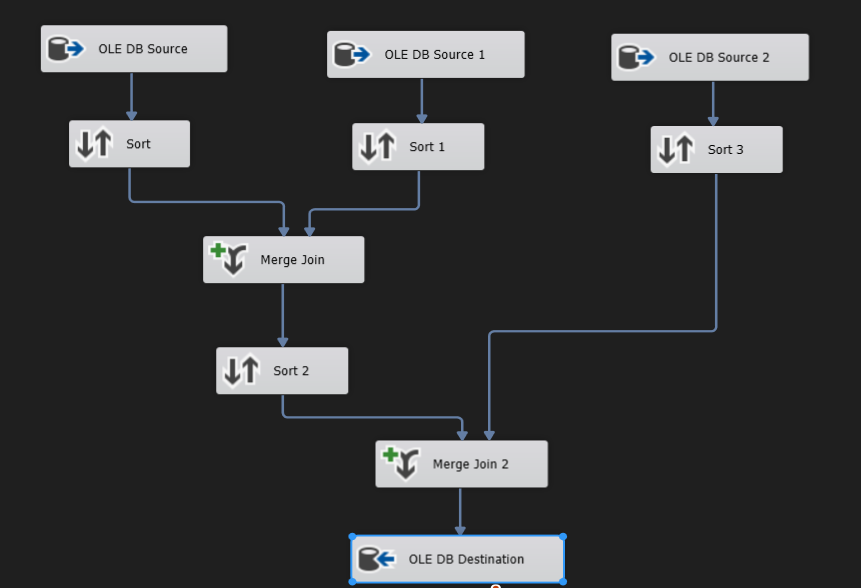 OLE DB Source
OLE DB Source 1
OLE DB Source 2
Sort
Sort 1
Sort 3
Merge Join
Sort 2
Merge Join 2
OLE DB Destination